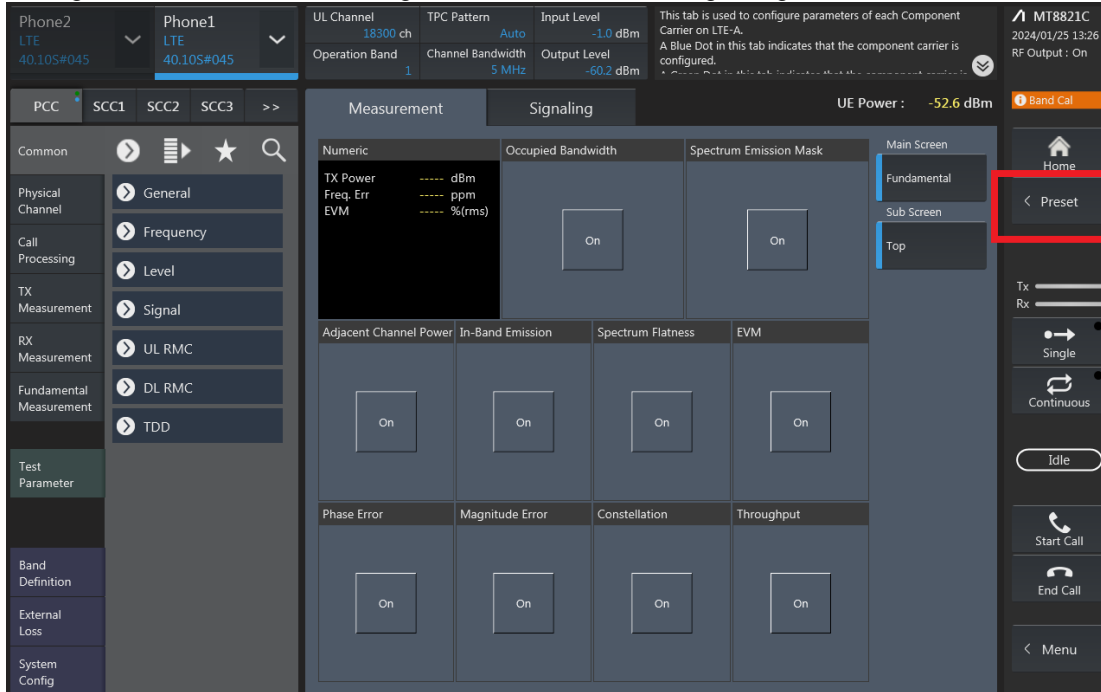 Phone2
LTE
40.10S#045
Phone1
LTE
40.10S#045
UL Channel
18300 ch
TPC Pattern
Auto
Input Level
-1.0 dBm
Operation Band
1
Channel Bandwidth
5 MHz
Output Level
-60.2 dBm
This tab is used to configure parameters of each Component
Carrier on LTE-A.
A Blue Dot in this tab indicates that the component carrier is
configured.
MT8821C
2024/01/25 13:26
RF Output : On
PCC
SCC1
SCC2
SCC3
>>
Measurement
Signaling
UE Power : -52.6 dBm
Band Cal
Common
Physical
Channel
Call
Processing
TX
Measurement
RX
Measurement
Fundamental
Measurement
Test
Parameter
Band
Definition
External
Loss
System
Config
General
Frequency
Level
Signal
UL RMC
DL RMC
TDD
Numeric
TX Power ----- dBm
Freq. Err ----- ppm
EVM ----- %(rms)
Occupied Bandwidth
On
Spectrum Emission Mask
On
Main Screen
Fundamental
Sub Screen
Top
Adjacent Channel Power
On
In-Band Emission
On
Spectrum Flatness
On
EVM
On
Phase Error
On
Magnitude Error
On
Constellation
On
Throughput
On
Home
< Preset
Tx
Rx
Single
Continuous
Idle
Start Call
End Call
< Menu